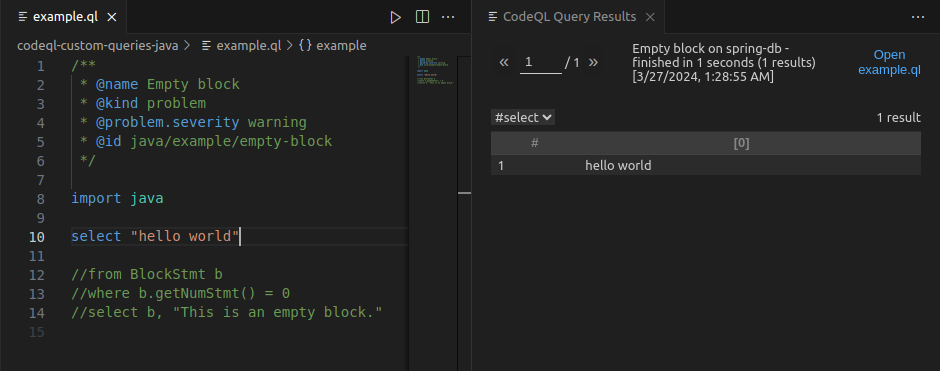 example.ql
codeql-custom-queries-java > example.ql > {} example
1 /**
2 * @name Empty block
3 * @kind problem
4 * @problem.severity warning
5 * @id java/example/empty-block
6 */
7
8 import java
9
10 select "hello world"
11
12 //from BlockStmt b
13 //where b.getNumStmt() = 0
14 //select b, "This is an empty block."
15
CodeQL Query Results
« 1 / 1 »
Empty block on spring-db -
finished in 1 seconds (1 results)
[3/27/2024, 1:28:55 AM]
Open
example.ql
#select 1 result
# [0]
1 hello world